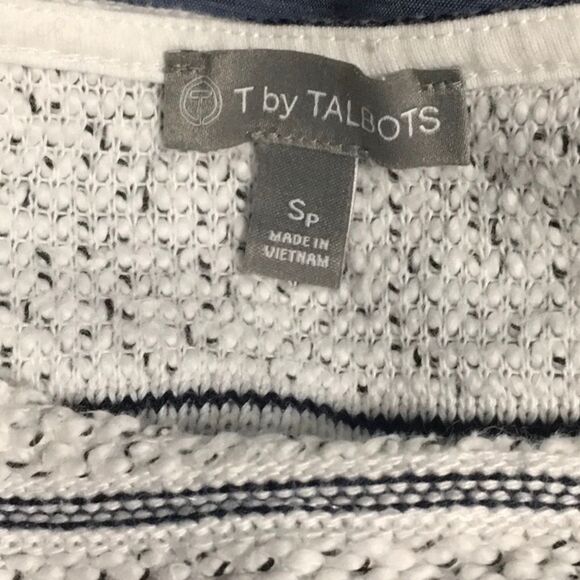 T by TALBOTS
SP
MADE IN
VIETNAM